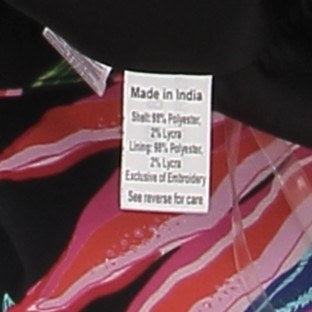 Made in India
Shell: 98% Polyester,
2% Lycra
Lining: 98% Polyester,
2% Lycra
Exclusive of Embroidery
See reverse for care